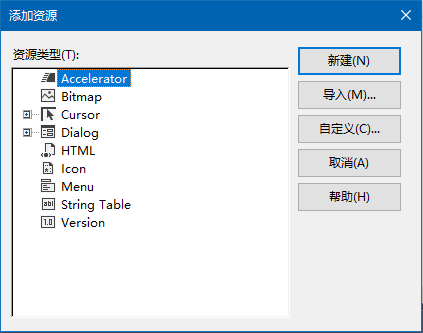 添加资源
资源类型(T):
Accelerator
Bitmap
Cursor
Dialog
HTML
Icon
Menu
String Table
Version
新建(N)
导入(M)...
自定义(C)...
取消(A)
帮助(H)